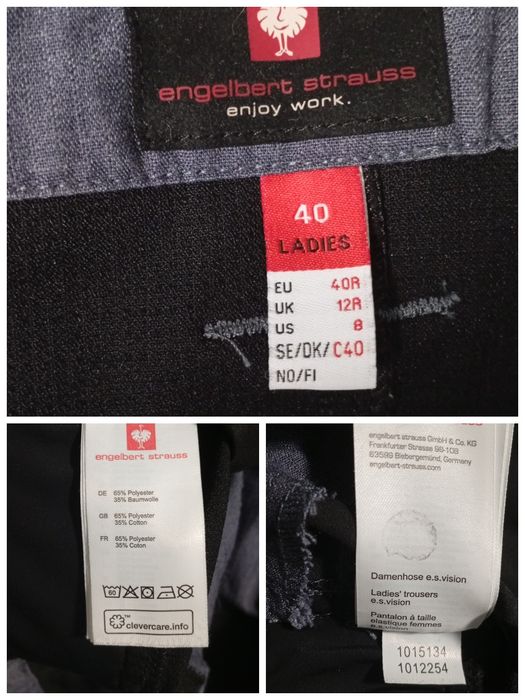 engelbert strauss
enjoy work.
40
LADIES
EU 40R
UK 12R
US 8
SE/DK/ C40
NO/FI
engelbert strauss
DE 65% Polyester
35% Baumwolle
GB 65% Polyester
35% Cotton
FR 65% Polyester
35% Coton
60
clevercare.info
strauss
engelbert strauss GmbH & Co. KG
Frankfurter Strasse 98-108
63599 Biebergemünd, Germany
engelbert-strauss.com
Damenhose e.s.vision
Ladies' trousers
e.s.vision
Pantalon à taille
élastique femmes
e.s.vision
1015134
1012254